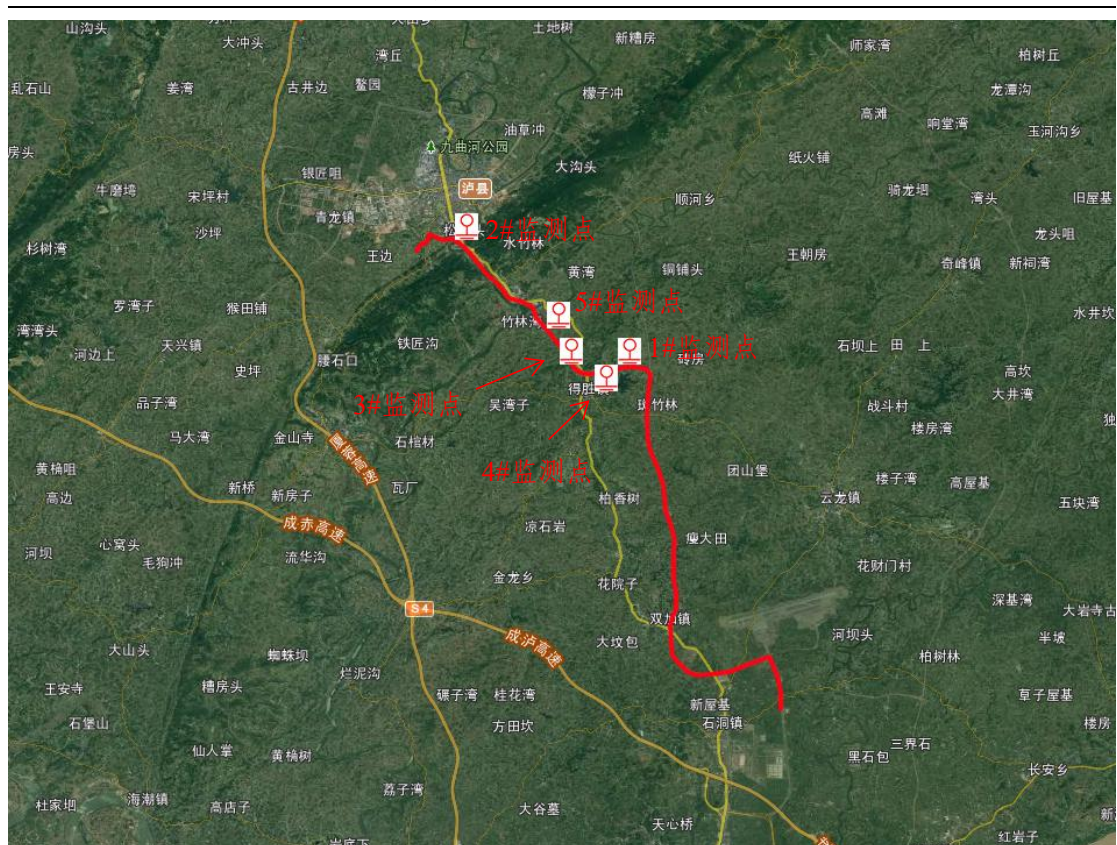 山沟头
大冲头
土地树
新糟房
师家湾
柏树丘
湾丘
乱石山
姜湾
古井边
鳌园
檬子冲
龙潭沟
高滩
响堂湾
玉河沟乡
油草冲
九曲河公园
房头
银匠咀
大沟头
纸火铺
泸县
牛磨塆
宋坪村
顺河乡
骑龙坝
湾头
旧屋基
青龙镇
沙坪
2#监测点
水竹林
龙头咀
杉树湾
王边
王朝房
黄湾
铜铺头
奇峰镇
新祠湾
罗湾子
猴田铺
5#监测点
水井坎
湾湾头
竹林湾
天兴镇
铁匠沟
1#监测点
砖房
石坝上
田上
河边上
腰石口
史坪
高坎
得胜镇
大井湾
品子湾
3#监测点
吴湾子
斑竹林
战斗村
独
马大湾
金山寺
石棺材
楼房湾
黄桷咀
4#监测点
团山堡
新桥
新房子
瓦厂
楼子湾
高屋基
高边
柏香树
云龙镇
五块湾
成赤高速
凉石岩
瘦大田
河坝
心窝头
毛狗冲
流华沟
花财门村
金龙乡
花院子
深基湾
大岩寺古
S4
双加镇
河坝头
半坡
大山头
蜘蛛坝
成泸高速
大坟包
柏树林
烂泥沟
王安寺
糟房头
碾子湾
桂花湾
新屋基
草子屋基
石堡山
方田坎
石洞镇
楼房
仙人掌
黄桷树
三界石
黑石包
长安乡
荔子湾
杜家坝
海潮镇
高店子
大谷墓
天心桥
红岩子
新